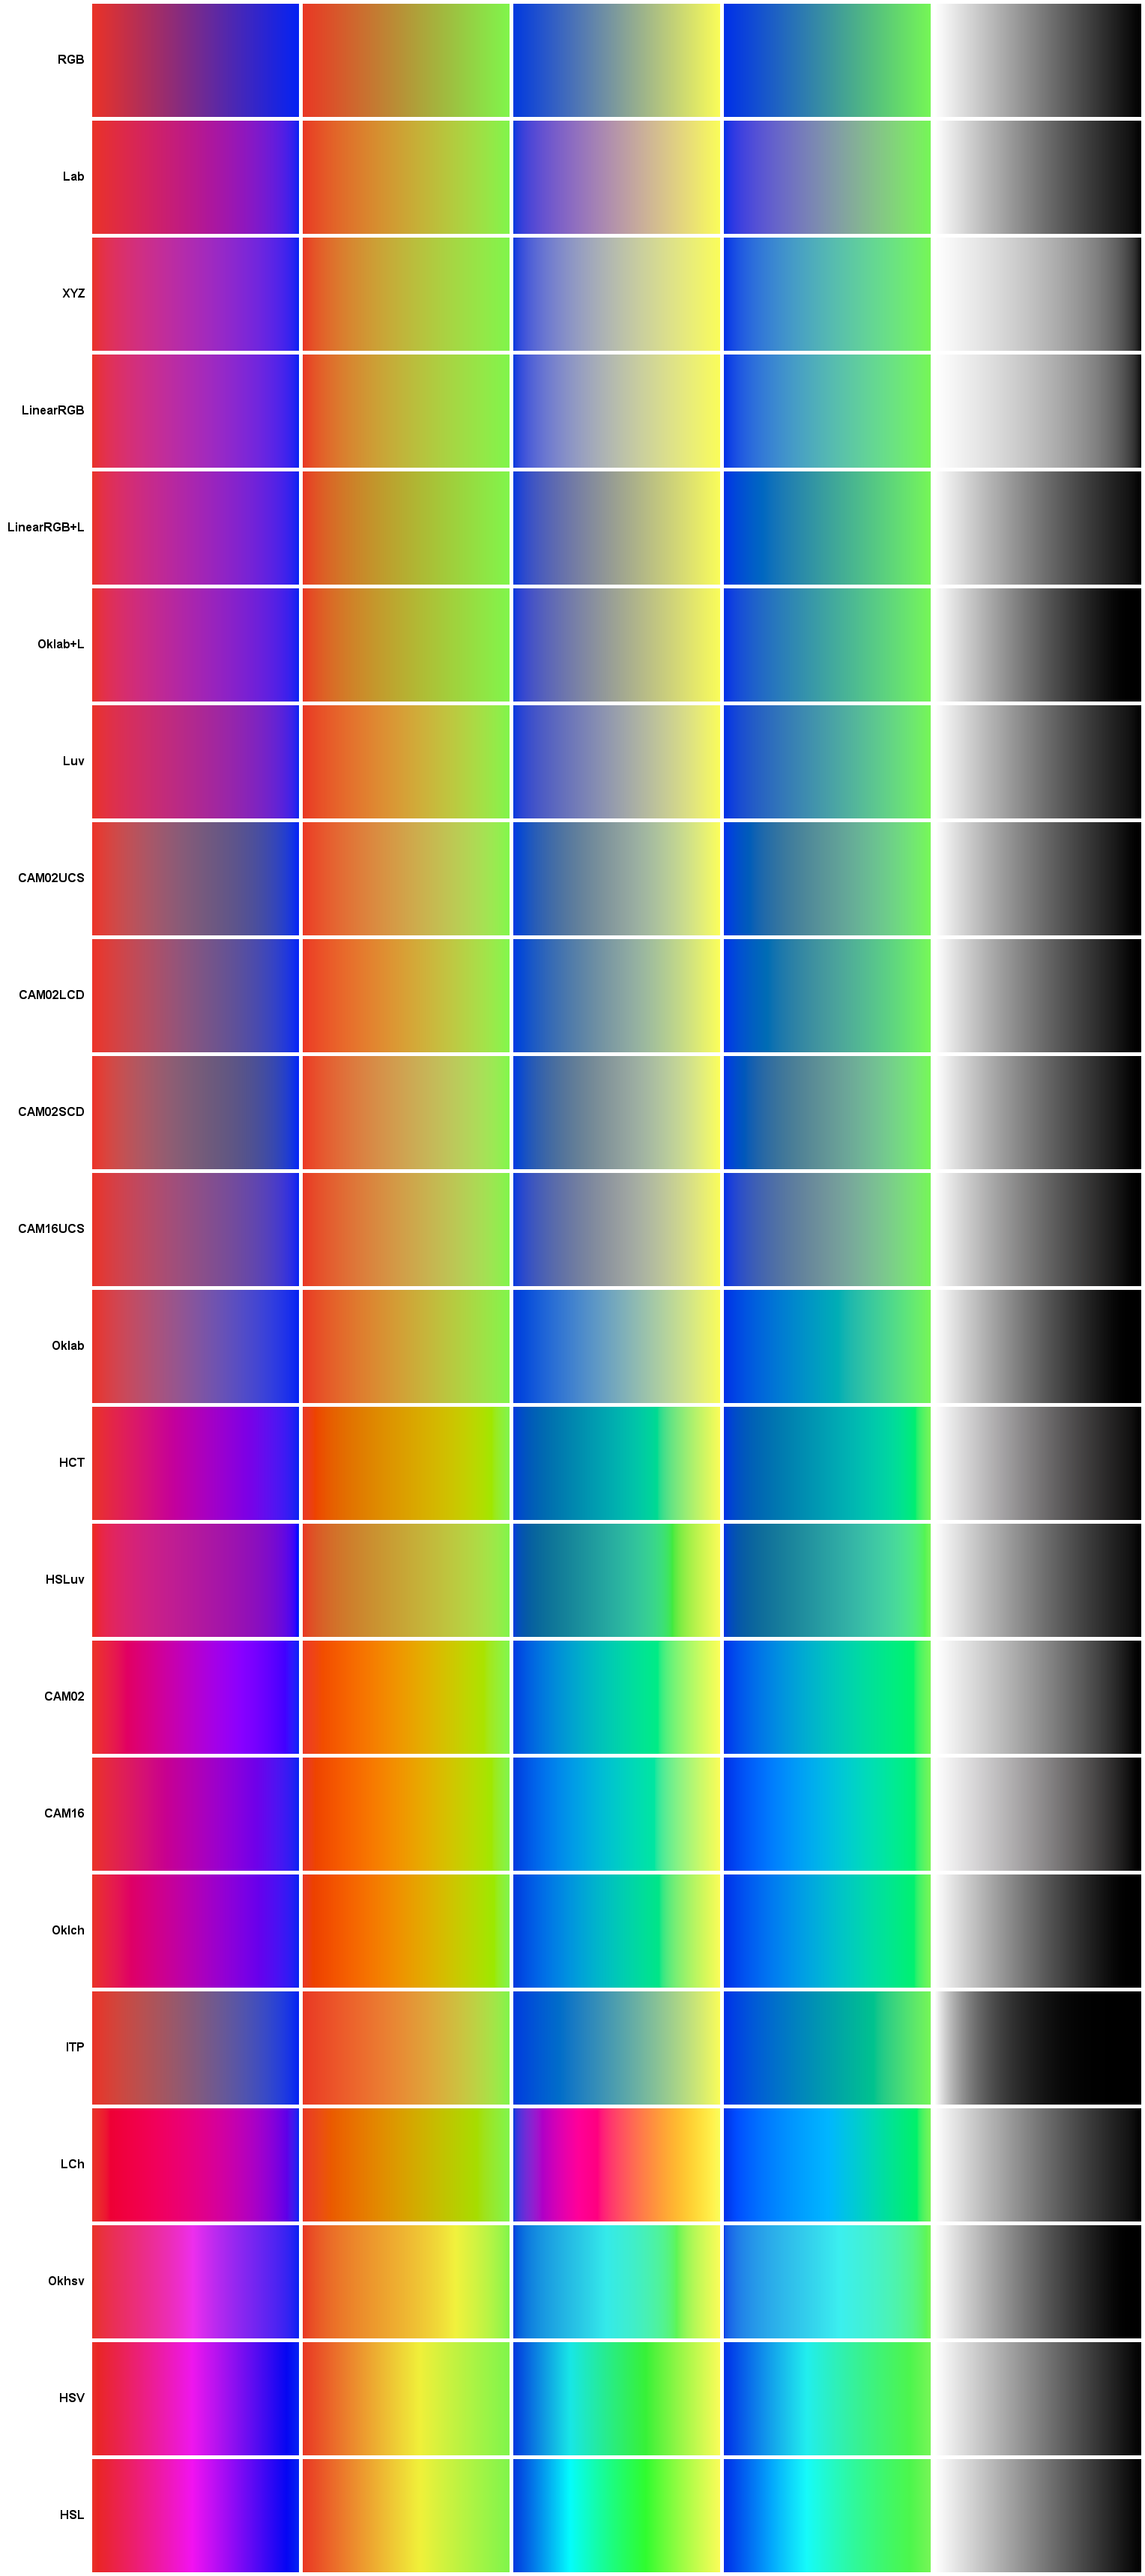 RGB
Lab
XYZ
LinearRGB
LinearRGB+L
Oklab+L
Luv
CAM02UCS
CAM02LCD
CAM02SCD
CAM16UCS
Oklab
HCT
HSLuv
CAM02
CAM16
Oklch
ITP
LCh
Okhsv
HSV
HSL